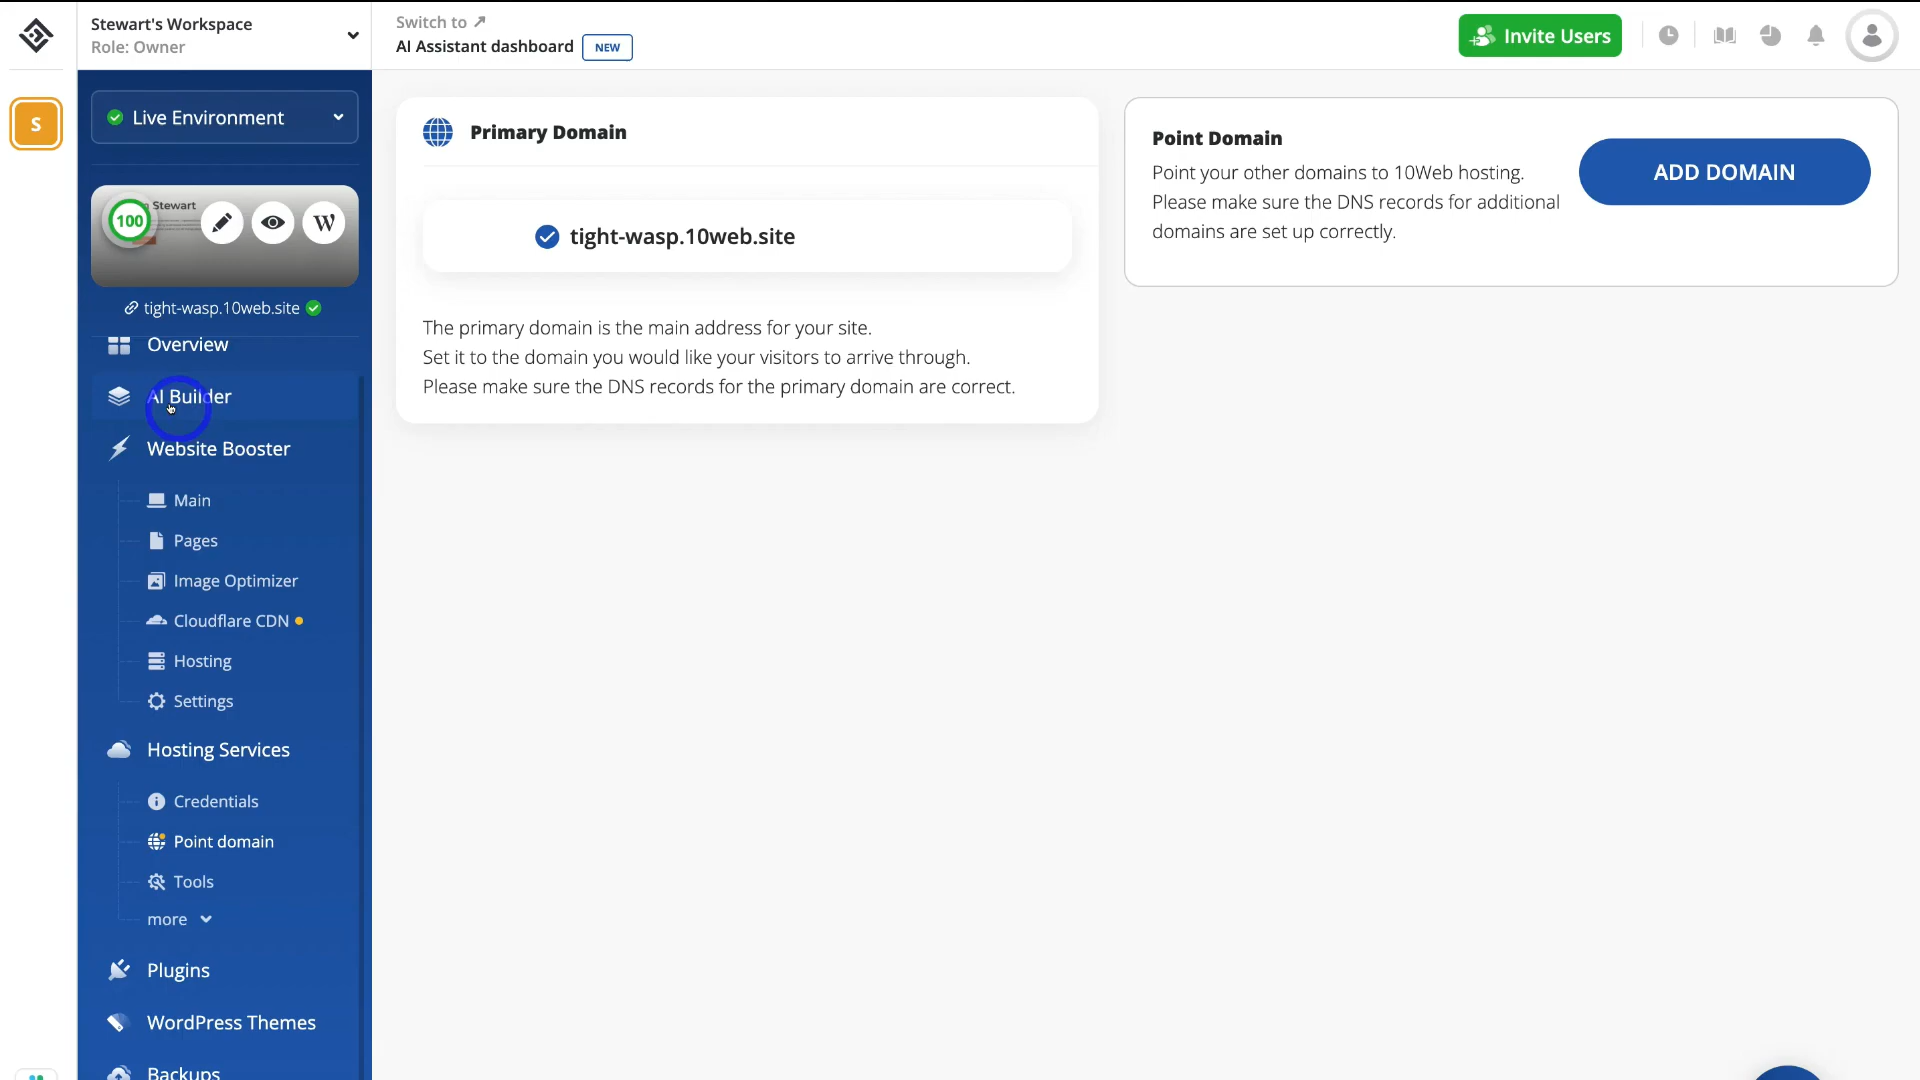 Stewart's Workspace
Role: Owner
Switch to
AI Assistant dashboard NEW
Invite Users
S
Live Environment
100
Stewart
W
tight-wasp.10web.site
Overview
AI Builder
Website Booster
Main
Pages
Image Optimizer
Cloudflare CDN
Hosting
Settings
Hosting Services
Credentials
Point domain
Tools
more
Plugins
WordPress Themes
Backups
Primary Domain
tight-wasp.10web.site
The primary domain is the main address for your site.
Set it to the domain you would like your visitors to arrive through.
Please make sure the DNS records for the primary domain are correct.
Point Domain
Point your other domains to 10Web hosting.
Please make sure the DNS records for additional
domains are set up correctly.
ADD DOMAIN